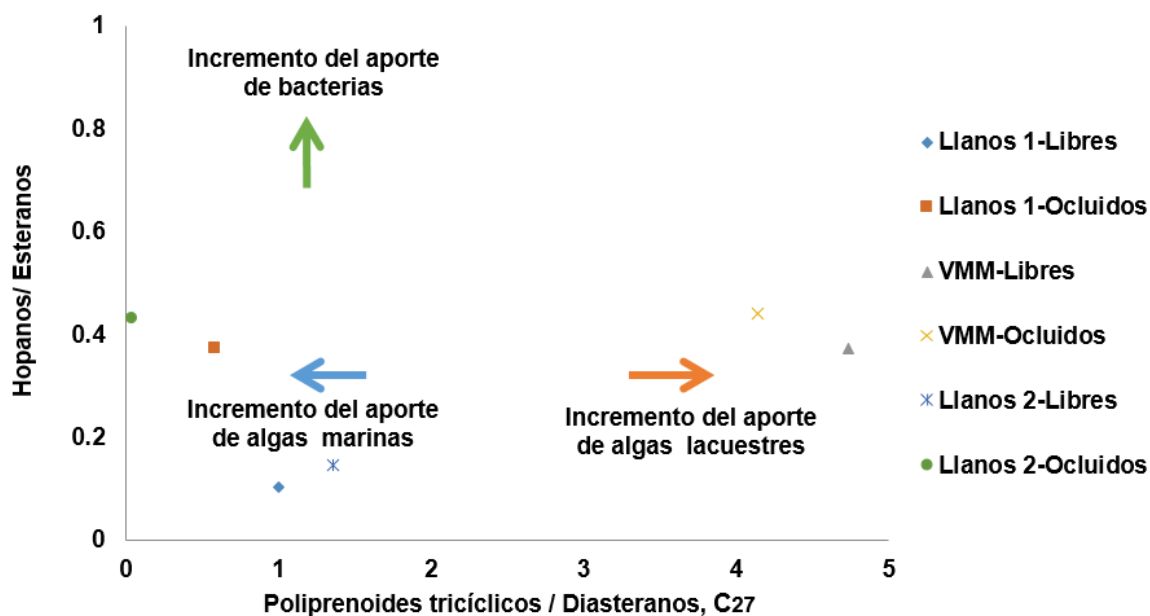 1
0.8
0.6
0.4
0.2
0
Hopanos/ Esteranos
Incremento del aporte
de bacterias
Incremento del aporte
de algas marinas
Incremento del aporte
de algas lacuestres
0 1 2 3 4 5
Poliprenoides tricíclicos / Diasteranos, C27
Llanos 1-Libres
Llanos 1-Ocluidos
VMM-Libres
VMM-Ocluidos
Llanos 2-Libres
Llanos 2-Ocluidos